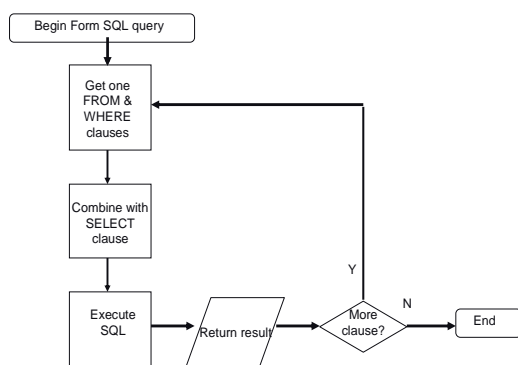 Begin Form SQL query
Get one
FROM &
WHERE
clauses
Combine with
SELECT
clause
Execute
SQL
Return result
More
clause?
Y
N
End